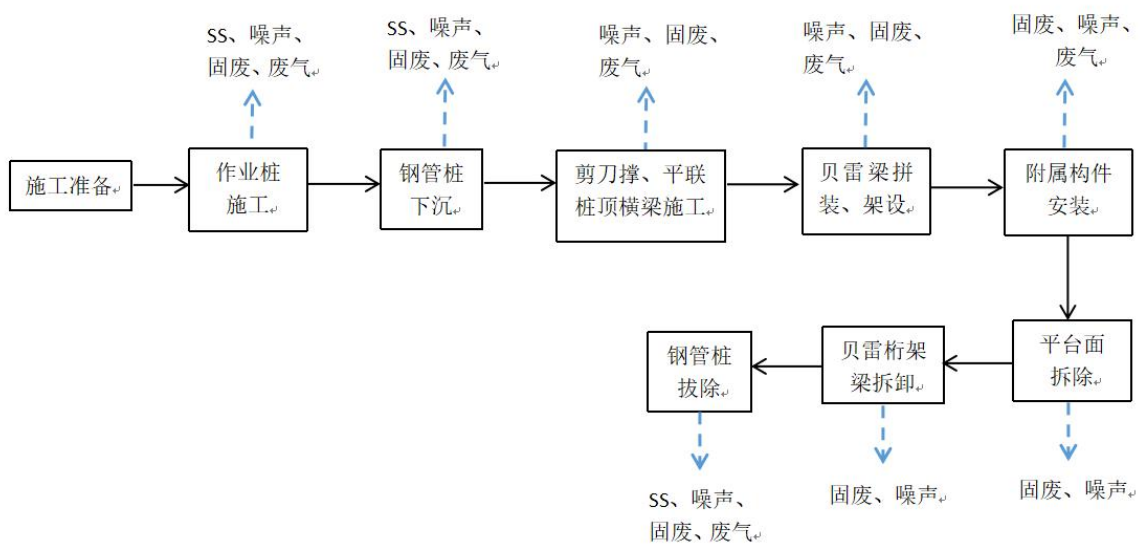 SS、噪声、
固废、废气
SS、噪声、
固废、废气
噪声、固废、
废气
噪声、固废、
废气
固废、噪声、
废气
施工准备
作业桩
施工
钢管桩
下沉
剪刀撑、平联
桩顶横梁施工
贝雷梁拼
装、架设
附属构件
安装
平台面
拆除
贝雷桁架
梁拆卸
钢管桩
拔除
SS、噪声、
固废、废气
固废、噪声
固废、噪声